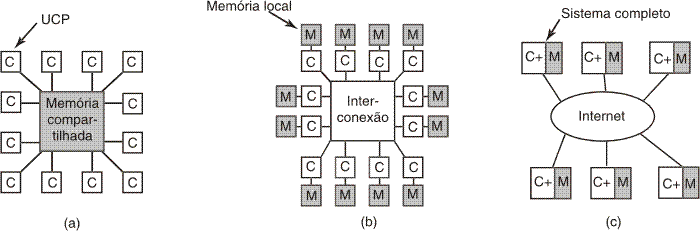 UCP
C C C C
C C
Memória
compar-
tilhada
C C
C C C C
(a)
Memória local
M M M M
C C C C
M C C M
Inter-
conexão
M C C M
C C C C
M M M M
(b)
Sistema completo
C+ M C+ M C+ M
Internet
C+ M C+ M C+ M
(c)